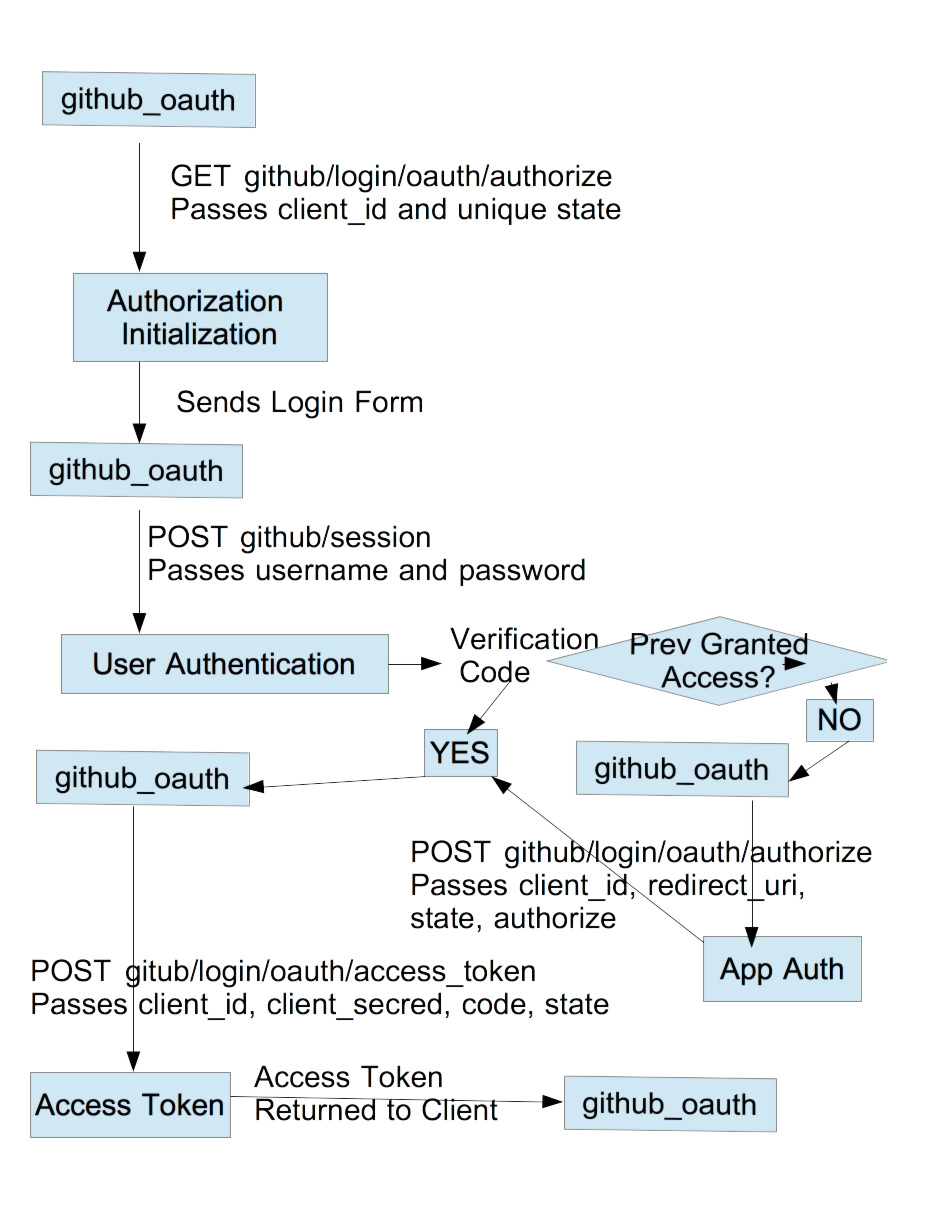 github_oauth
GET github/login/oauth/authorize
Passes client_id and unique state
Authorization
Initialization
Sends Login Form
github_oauth
POST github/session
Passes username and password
User Authentication
Verification
Code
Prev Granted
Access?
NO
YES
github_oauth
github_oauth
POST github/login/oauth/authorize
Passes client_id, redirect_uri,
state, authorize
App Auth
POST gitub/login/oauth/access_token
Passes client_id, client_secred, code, state
Access Token
Access Token
Returned to Client
github_oauth